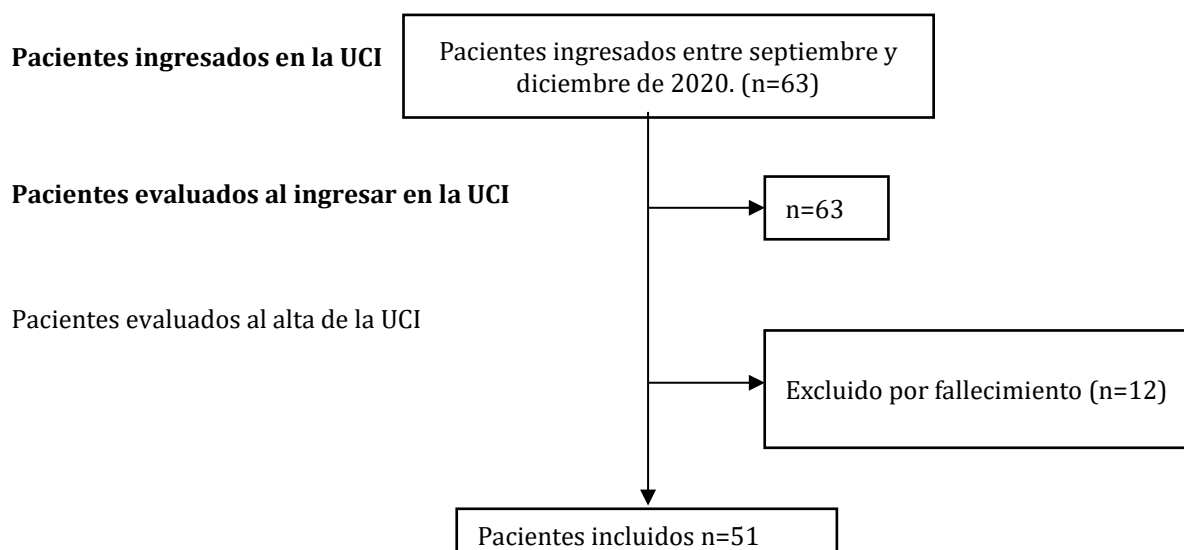 Pacientes ingresados en la UCI
Pacientes ingresados entre septiembre y
diciembre de 2020. (n=63)
Pacientes evaluados al ingresar en la UCI
n=63
Pacientes evaluados al alta de la UCI
Excluido por fallecimiento (n=12)
Pacientes incluidos n=51